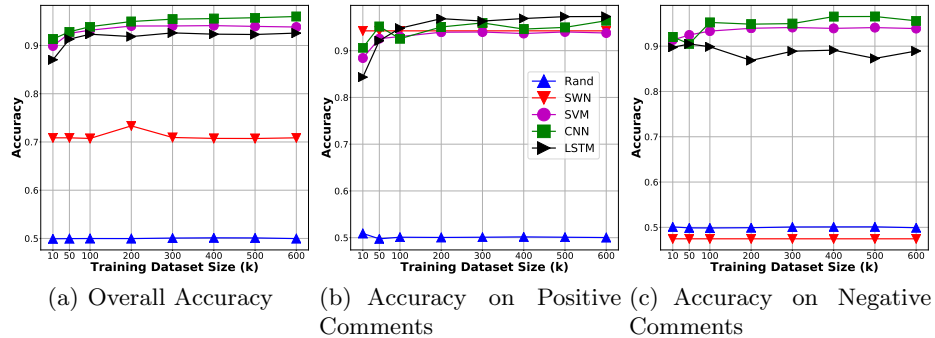 Accuracy
0.9
0.8
0.7
0.6
0.5
10 50 100 200 300 400 500 600
Training Dataset Size (k)
(a) Overall Accuracy
Accuracy
0.9
0.8
0.7
0.6
0.5
Rand
SWN
SVM
CNN
LSTM
10 50 100 200 300 400 500 600
Training Dataset Size (k)
(b) Accuracy on Positive
Comments
Accuracy
0.9
0.8
0.7
0.6
0.5
10 50 100 200 300 400 500 600
Training Dataset Size (k)
(c) Accuracy on Negative
Comments